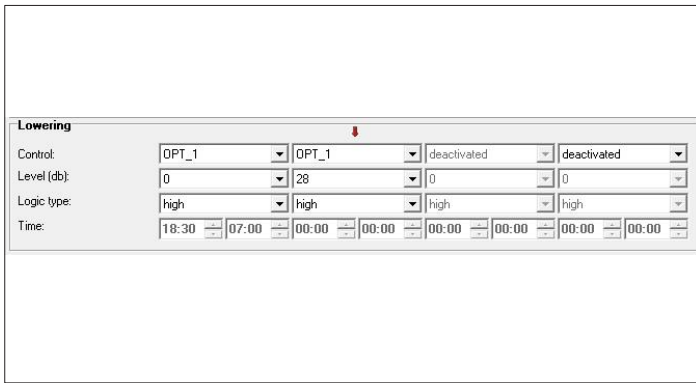 Lowering
Control: OPT_1 OPT_1 deactivated deactivated
Level (db): 0 28 0 0
Logic type: high high high high
Time: 18:30 07:00 00:00 00:00 00:00 00:00 00:00 00:00